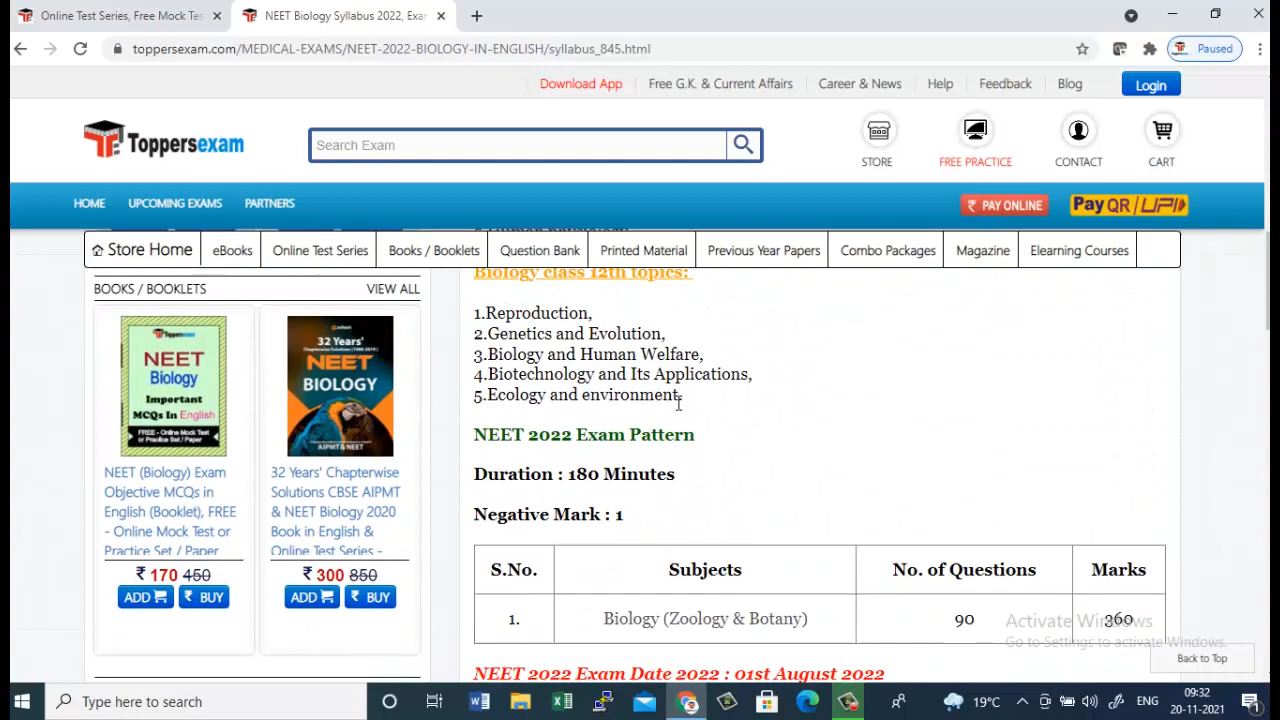 Online Test Series, Free Mock Tes
NEET Biology Syllabus 2022, Exar
toppersexam.com/MEDICAL-EXAMS/NEET-2022-BIOLOGY-IN-ENGLISH/syllabus_845.html
Paused
Download App
Free G.K. & Current Affairs
Career & News
Help
Feedback
Blog
Login
Toppersexam
Search Exam
STORE
FREE PRACTICE
CONTACT
CART
HOME
UPCOMING EXAMS
PARTNERS
₹ PAY ONLINE
Pay QR/UPI
Store Home
eBooks
Online Test Series
Books / Booklets
Question Bank
Printed Material
Previous Year Papers
Combo Packages
Magazine
Elearning Courses
BOOKS / BOOKLETS
VIEW ALL
NEET
Biology
Important
MCQs In English
FREE - Online Mock Test
or Practice Set / Paper
32 Years'
NEET
BIOLOGY
AIPMT & NEET
NEET (Biology) Exam
Objective MCQs in
English (Booklet), FREE
- Online Mock Test or
Practice Set / Paper
₹ 170 450
ADD
₹ BUY
32 Years' Chapterwise
Solutions CBSE AIPMT
& NEET Biology 2020
Book in English &
Online Test Series -
₹ 300 850
ADD
₹ BUY
Biology class 12th topics:
1.Reproduction,
2.Genetics and Evolution,
3.Biology and Human Welfare,
4.Biotechnology and Its Applications,
5.Ecology and environment.
NEET 2022 Exam Pattern
Duration : 180 Minutes
Negative Mark : 1
S.No. Subjects No. of Questions Marks
1. Biology (Zoology & Botany) 90 360
NEET 2022 Exam Date 2022 : 01st August 2022
Activate Windows
Go to Settings to activate Windows.
Back to Top
Type here to search
19°C
ENG
09:32
20-11-2021